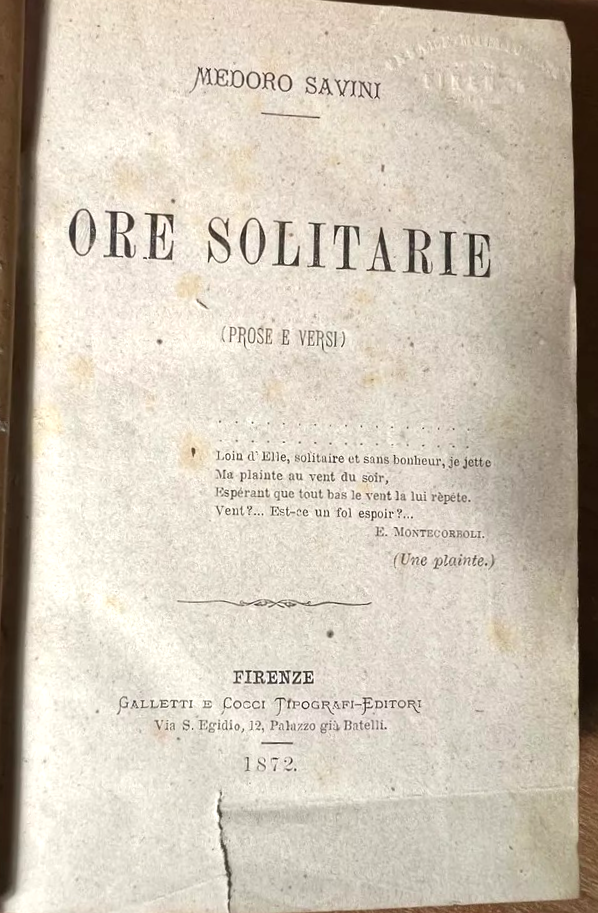 MEDORO SAVINI
ORE SOLITARIE
(PROSE E VERSI)
. . . . . . . . . . . . . . . . . . .
. . . . . . . . . . . . . . . . . . .
Loin d'Elle, solitaire et sans bonheur, je jette
Ma plainte au vent du soir,
Espérant que tout bas le vent la lui rèpéte.
Vent?... Est-ce un fol espoir?...
E. MONTECORBOLI.
(Une plainte.)
FIRENZE
GALLETTI E COCCI TIPOGRAFI-EDITORI
Via S. Egidio, 12, Palazzo già Batelli.
1872.